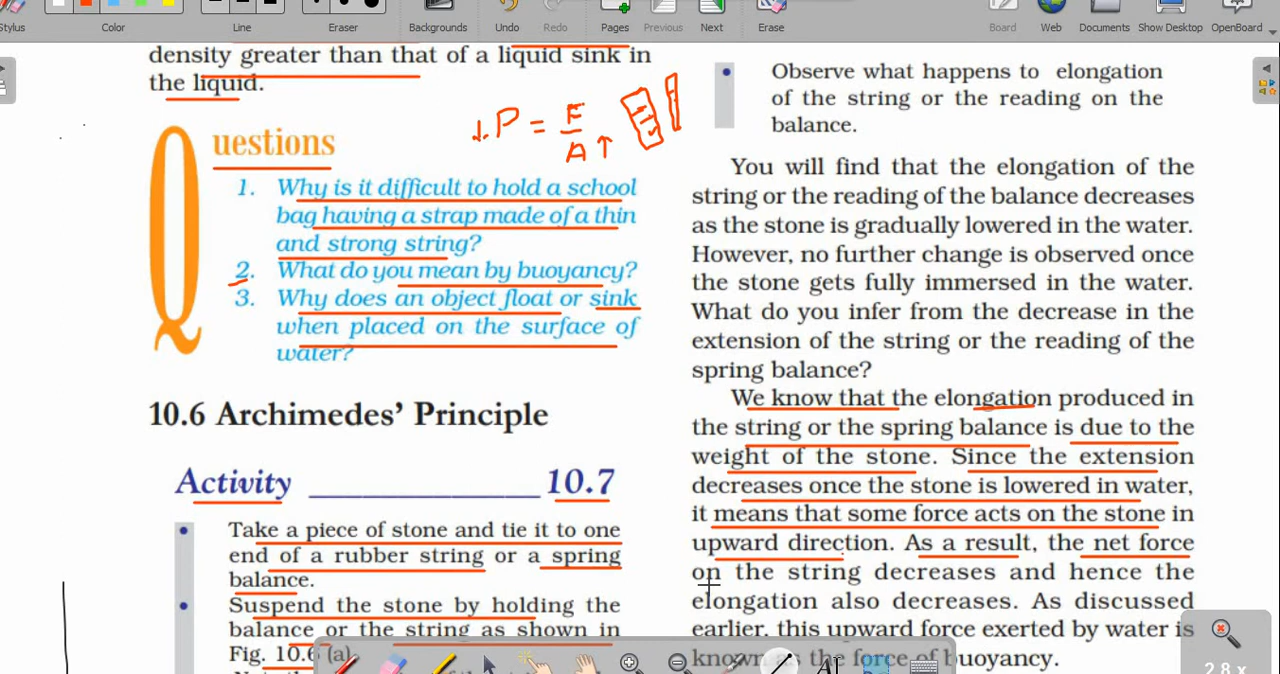 Stylus
Color
Line
Eraser
Backgrounds
Undo
Redo
Pages
Previous
Next
Erase
Board
Web
Documents
Show Desktop
OpenBoard
density greater than that of a liquid sink in
the liquid.
↓P = F/A ↑
Questions
1. Why is it difficult to hold a school
bag having a strap made of a thin
and strong string?
2. What do you mean by buoyancy?
3. Why does an object float or sink
when placed on the surface of
water?
10.6 Archimedes’ Principle
Activity ______________ 10.7
• Take a piece of stone and tie it to one
end of a rubber string or a spring
balance.
• Suspend the stone by holding the
balance or the string as shown in
Fig. 10.6 (a).
• Observe what happens to elongation
of the string or the reading on the
balance.
You will find that the elongation of the
string or the reading of the balance decreases
as the stone is gradually lowered in the water.
However, no further change is observed once
the stone gets fully immersed in the water.
What do you infer from the decrease in the
extension of the string or the reading of the
spring balance?
We know that the elongation produced in
the string or the spring balance is due to the
weight of the stone. Since the extension
decreases once the stone is lowered in water,
it means that some force acts on the stone in
upward direction. As a result, the net force
on the string decreases and hence the
elongation also decreases. As discussed
earlier, this upward force exerted by water is
known as the force of buoyancy.
2.8 x